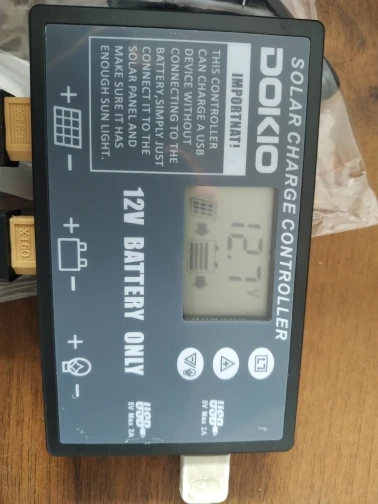 SOLAR CHARGE CONTROLLER
DOKIO
IMPORTNAT!
THIS CONTROLLER
CAN CHARGE A USB
DEVICE WITHOUT
CONNECTING TO THE
BATTERY,SIMPLY JUST
CONNECT IT TO THE
SOLAR PANEL AND
MAKE SURE IT HAS
ENOUGH SUN LIGHT.
12.7 V
12V BATTERY ONLY
USB
5V Max 2A
USB
5V Max 2A
+ -
+ -
+ -
XT60
XT60